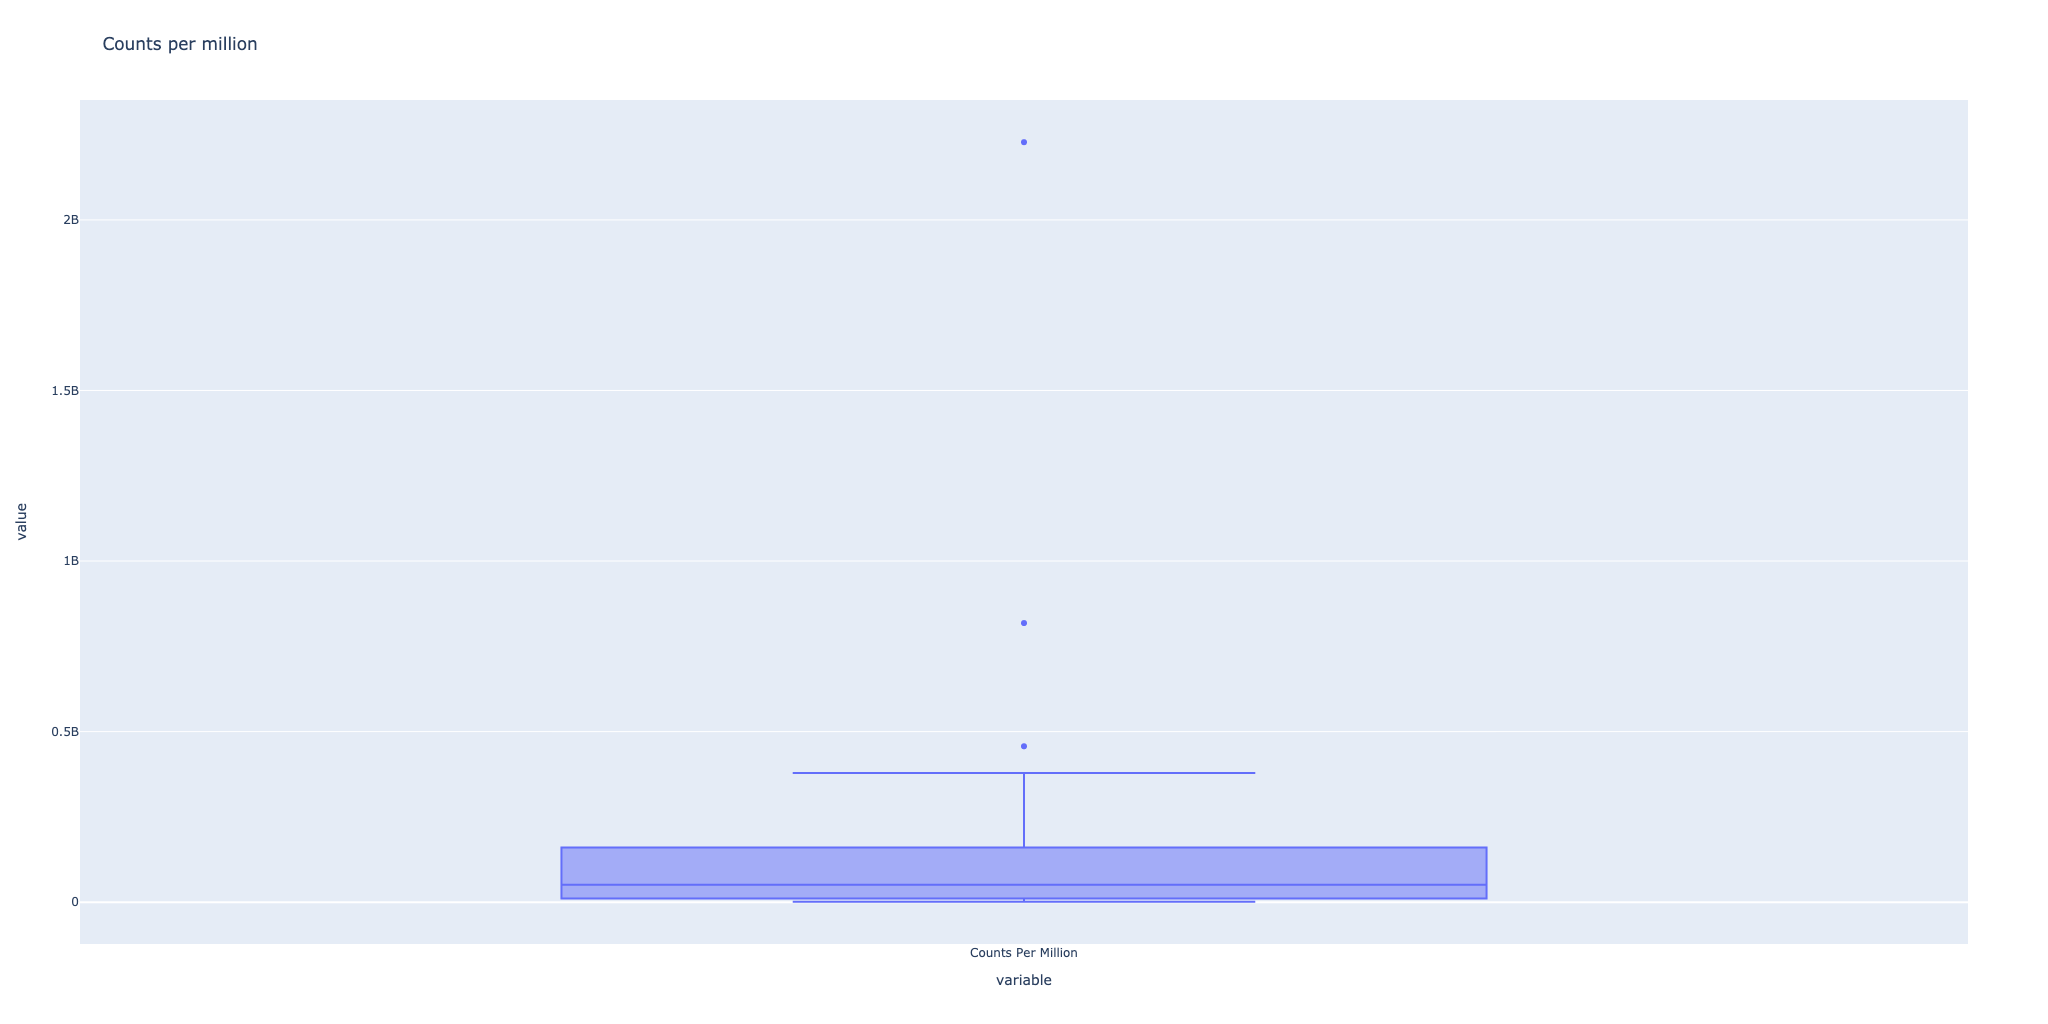 Counts per million
2B
1.5B
1B
0.5B
0
value
Counts Per Million
variable